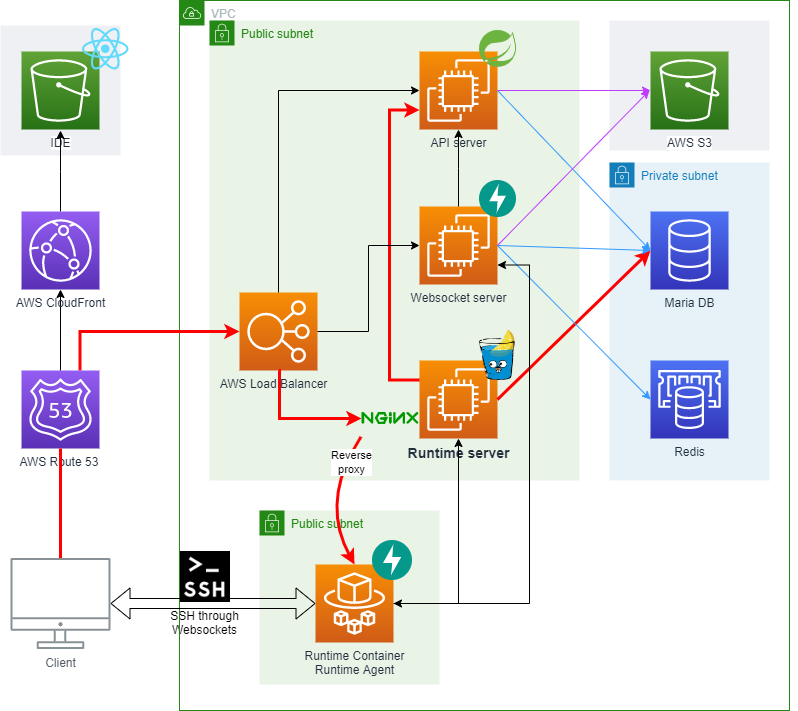 VPC
Public subnet
IDE
API server
AWS S3
Private subnet
AWS CloudFront
Websocket server
Maria DB
AWS Load Balancer
53
AWS Route 53
NGiNX
Runtime server
Redis
Reverse
proxy
Public subnet
>_
SSH
SSH through
Websockets
Client
Runtime Container
Runtime Agent